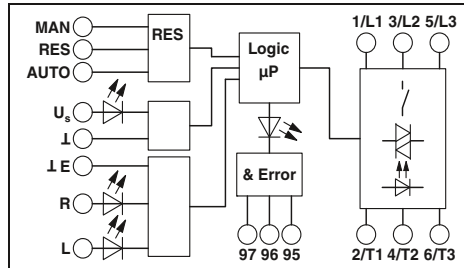 MAN
RES
AUTO
Us
⊥
⊥ E
R
L
RES
Logic
µP
& Error
97 96 95
1/L1 3/L2 5/L3
2/T1 4/T2 6/T3